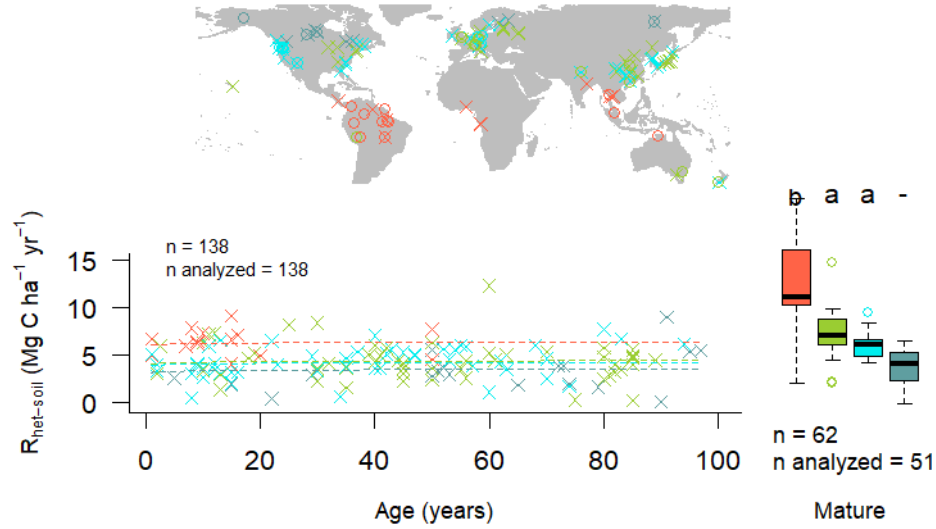 b a a -
R_het-soil (Mg C ha⁻¹ yr⁻¹)
n = 138
n analyzed = 138
15
10
5
0
0 20 40 60 80 100
Age (years)
n = 62
n analyzed = 51
Mature